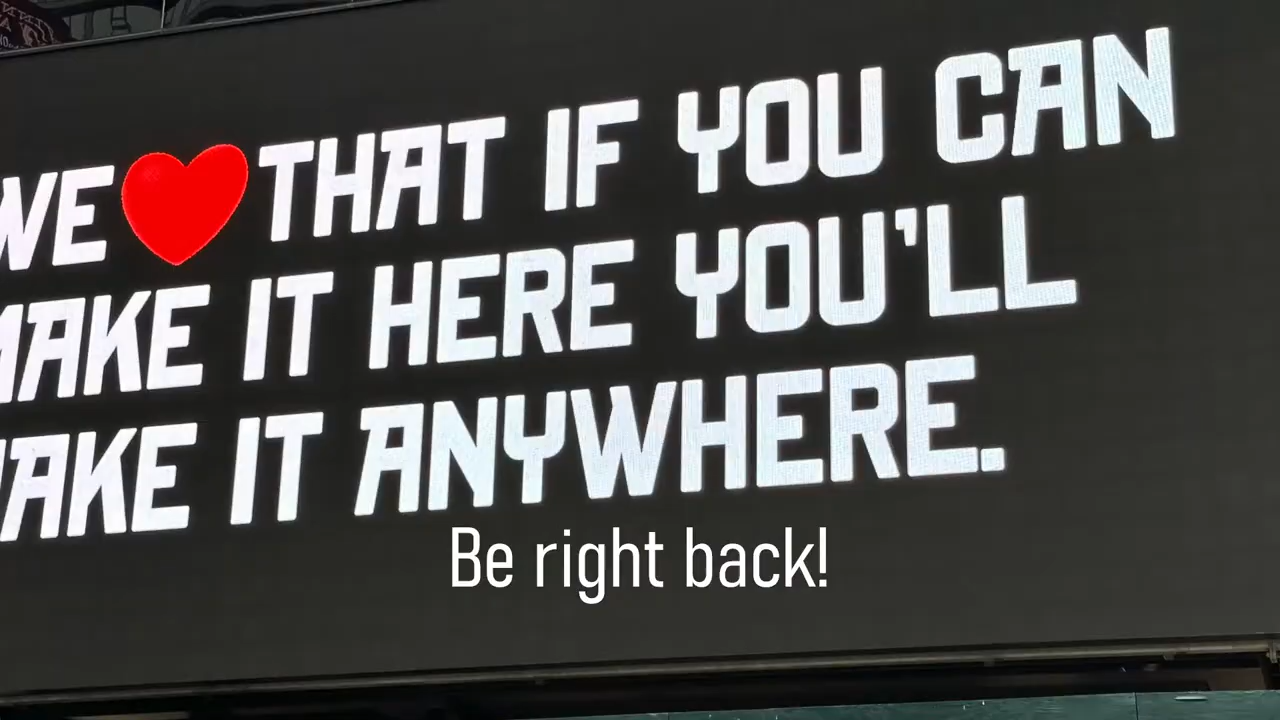 WE ❤ THAT IF YOU CAN
MAKE IT HERE YOU'LL
MAKE IT ANYWHERE.
Be right back!